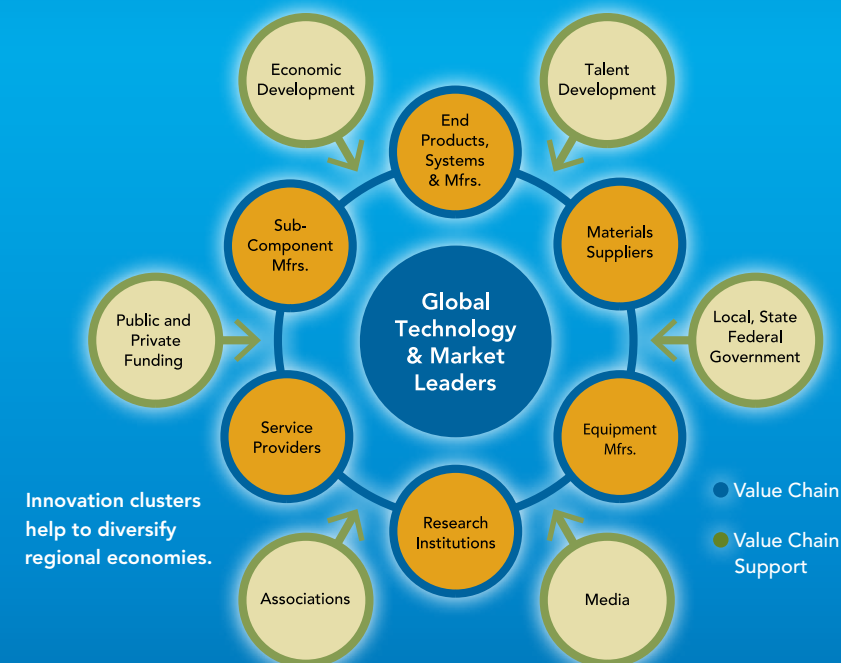 Economic
Development
Talent
Development
End
Products,
Systems
& Mfrs.
Sub-
Component
Mfrs.
Materials
Suppliers
Global
Technology
& Market
Leaders
Public and
Private
Funding
Local, State
Federal
Government
Service
Providers
Equipment
Mfrs.
Innovation clusters
help to diversify
regional economies.
Research
Institutions
Value Chain
Value Chain
Support
Associations
Media